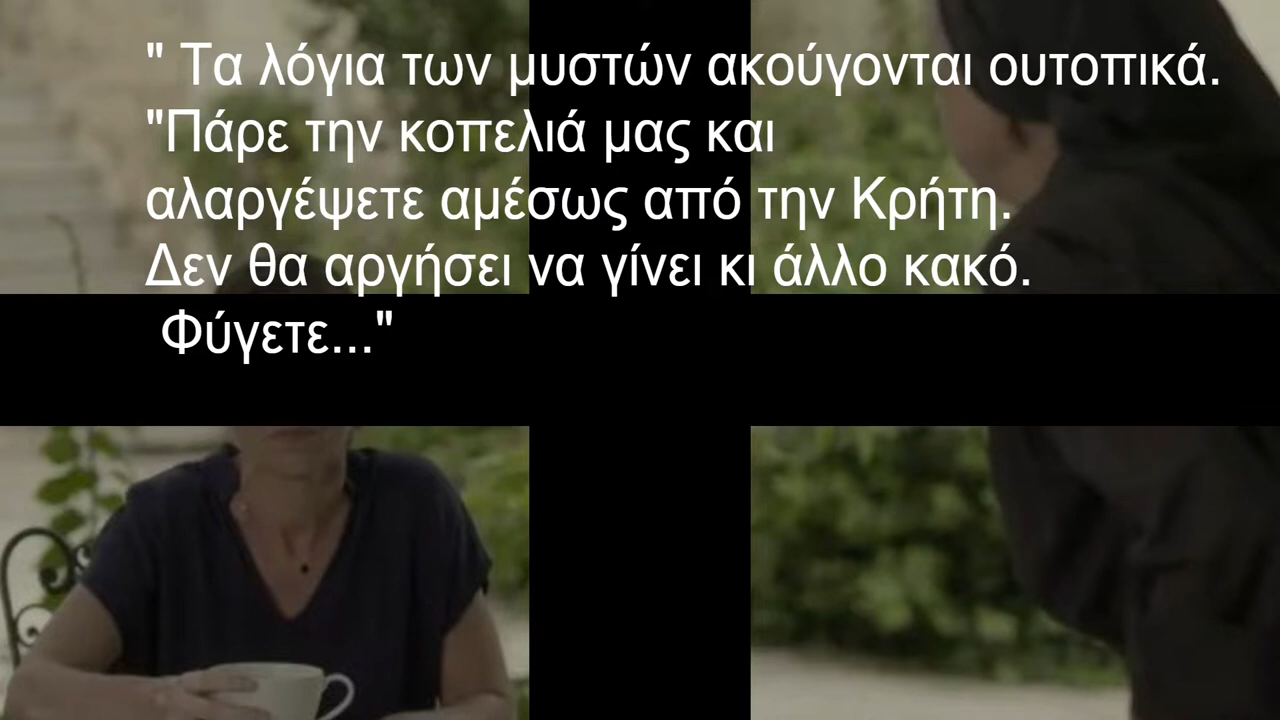 " Τα λόγια των μυστών ακούγονται ουτοπικά.
"Πάρε την κοπελιά μας και
αλαργέψετε αμέσως από την Κρήτη.
Δεν θα αργήσει να γίνει κι άλλο κακό.
Φύγετε..."